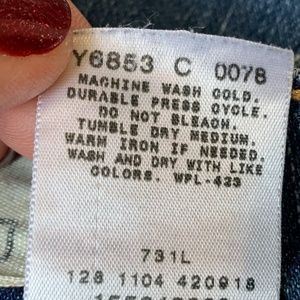 Y6853 C 0078
MACHINE WASH COLD.
DURABLE PRESS CYCLE.
DO NOT BLEACH.
TUMBLE DRY MEDIUM.
WARM IRON IF NEEDED.
WASH AND DRY WITH LIKE
COLORS. WPL-423
731L
128 1104 420918